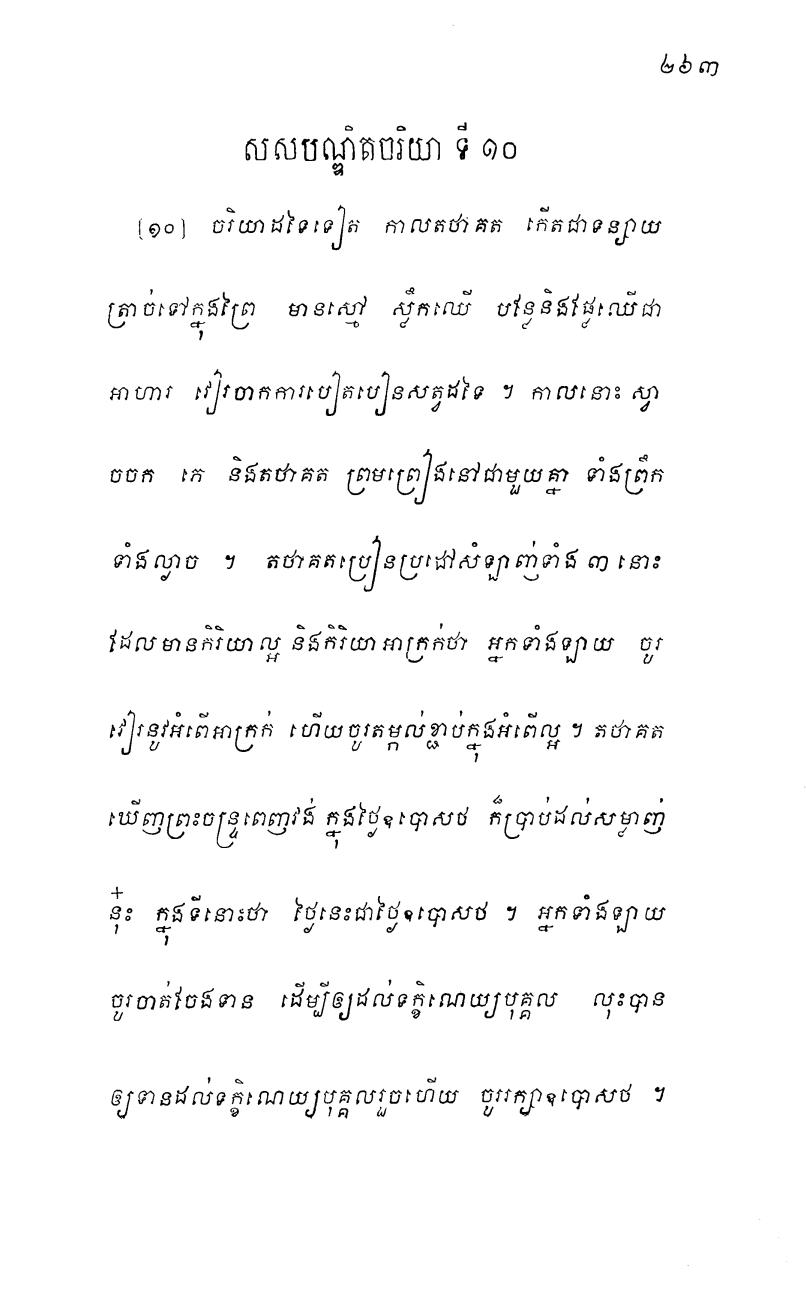 ២៦៣
សសបណ្ឌិតចរិយា ទី ១០
[១០] ចរិយាដទៃទៀត កាលតថាគត កើតជាទន្សាយ
ត្រាច់ទៅក្នុងព្រៃ មានស្មៅ ស្លឹកឈើ បន្លែនិងផ្លែឈើជា
អាហារ វៀរចាកការបៀតបៀនសត្វដទៃ ។ កាលនោះ ស្វា
ចចក ភេ និងតថាគត ព្រមព្រៀងនៅជាមួយគ្នា ទាំងព្រឹក
ទាំងល្ងាច ។ តថាគតប្រៀនប្រដៅសំឡាញ់ទាំង ៣ នោះ
ដែលមានកិរិយាល្អ និងកិរិយាអាក្រក់ថា អ្នកទាំងឡាយ ចូរ
វៀរនូវអំពើអាក្រក់ ហើយចូរតម្កល់ខ្ជាប់ក្នុងអំពើល្អ ។ តថាគត
ឃើញព្រះចន្ទ្រពេញវង់ ក្នុងថ្ងៃឧបោសថ ក៏ប្រាប់ដល់សម្លាញ់
នុ៎ះ ក្នុងទីនោះថា ថ្ងៃនេះជាថ្ងៃឧបោសថ ។ អ្នកទាំងឡាយ
ចូរចាត់ចែងទាន ដើម្បីឲ្យដល់ទក្ខិណេយ្យបុគ្គល លុះបាន
ឲ្យទានដល់ទក្ខិណេយ្យបុគ្គលរួចហើយ ចូររក្សាឧបោសថ ។